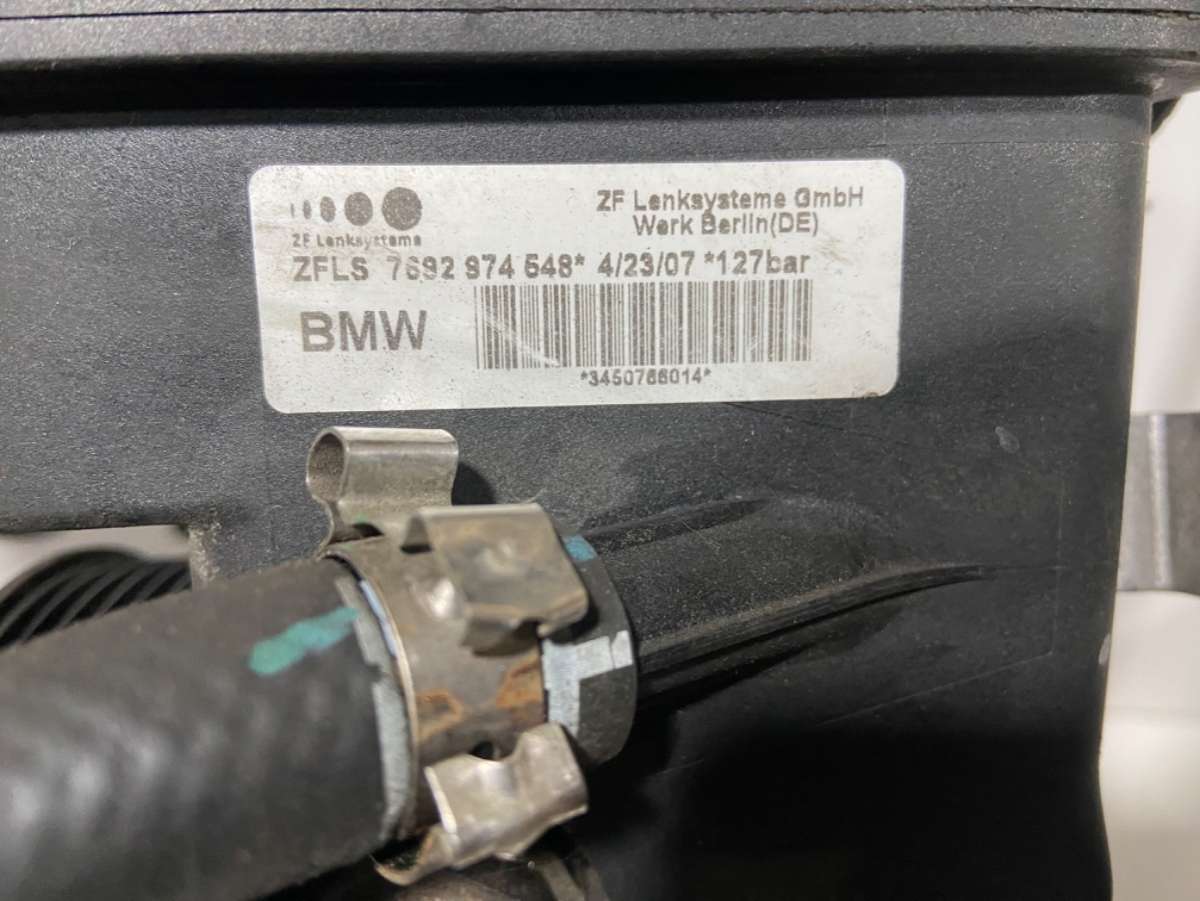 ZF Lenksysteme
ZF Lenksysteme GmbH
Werk Berlin(DE)
ZFLS 7692 974 548* 4/23/07 *127bar
BMW
*3450766014*